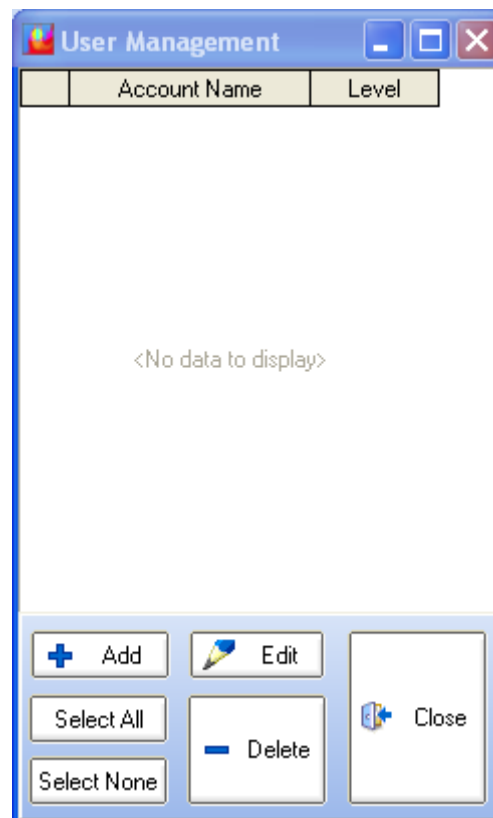 User Management
Account Name Level
<No data to display>
Add Edit
Select All Delete Close
Select None